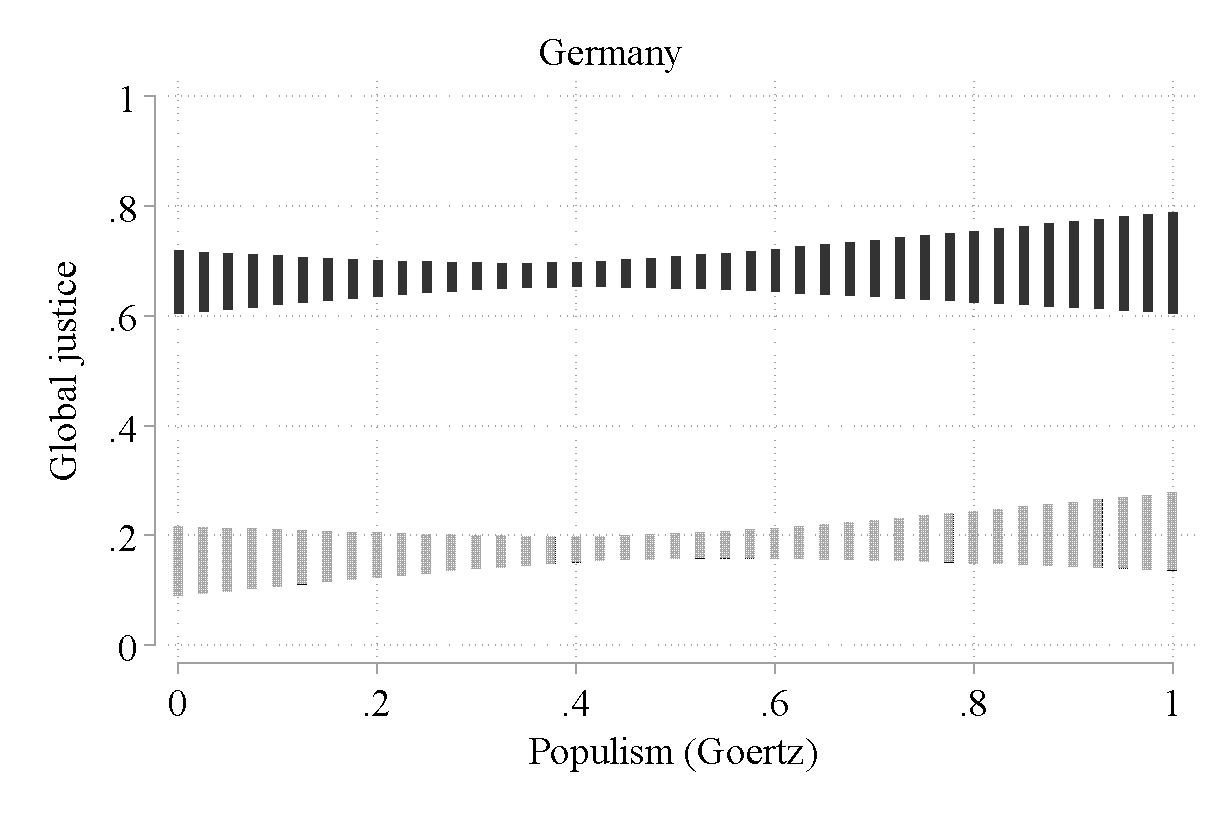 Germany
1
.8
.6
.4
.2
0
Global justice
0 .2 .4 .6 .8 1
Populism (Goertz)